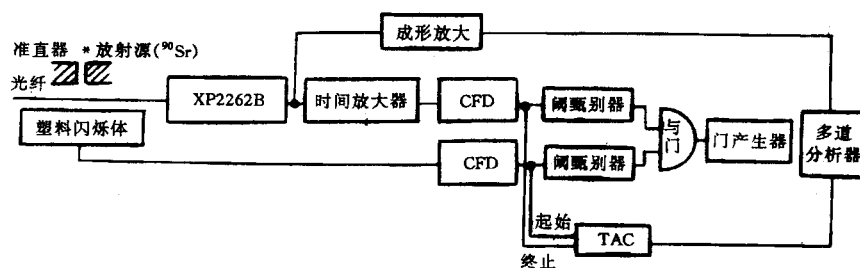 成形放大
准直器 * 放射源(⁹⁰Sr)
光纤
XP2262B
时间放大器
CFD
阈甄别器
与门
门产生器
多道分析器
塑料闪烁体
CFD
阈甄别器
起始
TAC
终止